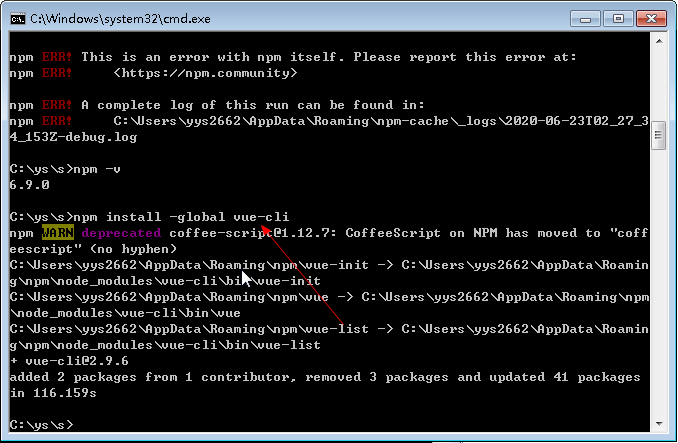 C:\Windows\system32\cmd.exe
npm ERR! This is an error with npm itself. Please report this error at:
npm ERR!     <https://npm.community>
npm ERR! A complete log of this run can be found in:
npm ERR!     C:\Users\yys2662\AppData\Roaming\npm-cache\_logs\2020-06-23T02_27_3
4_153Z-debug.log
C:\ys\s>npm -v
6.9.0
C:\ys\s>npm install -global vue-cli
npm WARN deprecated coffee-script@1.12.7: CoffeeScript on NPM has moved to "coff
eescript" (no hyphen)
C:\Users\yys2662\AppData\Roaming\npm\vue-init -> C:\Users\yys2662\AppData\Roamin
g\npm\node_modules\vue-cli\bin\vue-init
C:\Users\yys2662\AppData\Roaming\npm\vue -> C:\Users\yys2662\AppData\Roaming\npm
\node_modules\vue-cli\bin\vue
C:\Users\yys2662\AppData\Roaming\npm\vue-list -> C:\Users\yys2662\AppData\Roamin
g\npm\node_modules\vue-cli\bin\vue-list
+ vue-cli@2.9.6
added 2 packages from 1 contributor, removed 3 packages and updated 41 packages
in 116.159s
C:\ys\s>